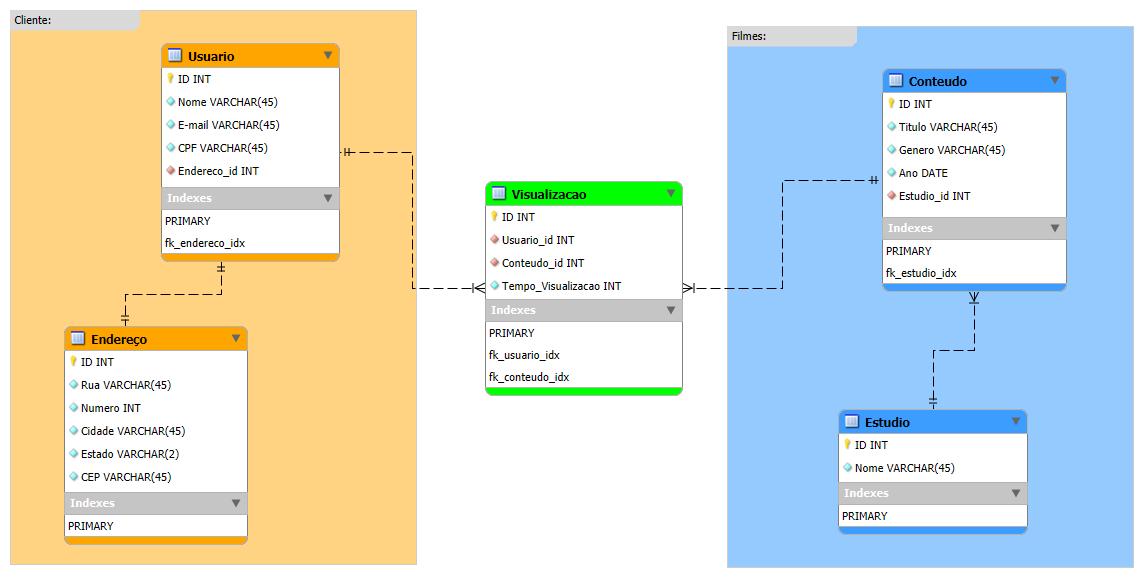 Cliente:
Usuario
ID INT
Nome VARCHAR(45)
E-mail VARCHAR(45)
CPF VARCHAR(45)
Endereco_id INT
Indexes
PRIMARY
fk_endereco_idx
Endereço
ID INT
Rua VARCHAR(45)
Numero INT
Cidade VARCHAR(45)
Estado VARCHAR(2)
CEP VARCHAR(45)
Indexes
PRIMARY
Visualizacao
ID INT
Usuario_id INT
Conteudo_id INT
Tempo_Visualizacao INT
Indexes
PRIMARY
fk_usuario_idx
fk_conteudo_idx
Filmes:
Conteudo
ID INT
Titulo VARCHAR(45)
Genero VARCHAR(45)
Ano DATE
Estudio_id INT
Indexes
PRIMARY
fk_estudio_idx
Estudio
ID INT
Nome VARCHAR(45)
Indexes
PRIMARY